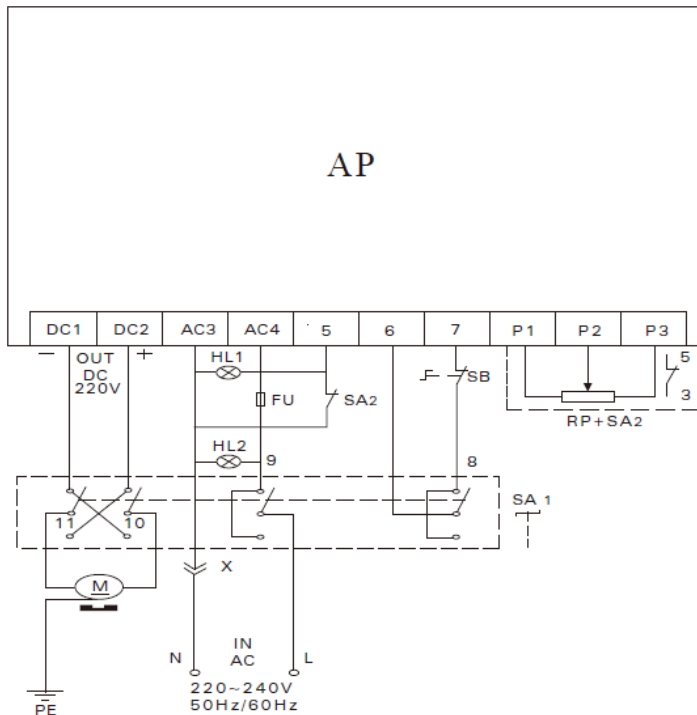 AP
DC1 DC2 AC3 AC4 5 6 7 P1 P2 P3
− OUT +
DC
220V
HL1
FU
SA2
SB
5
3
RP+SA2
HL2
9
8
11
10
SA 1
M
X
N
IN
AC
L
220~240V
50Hz/60Hz
PE